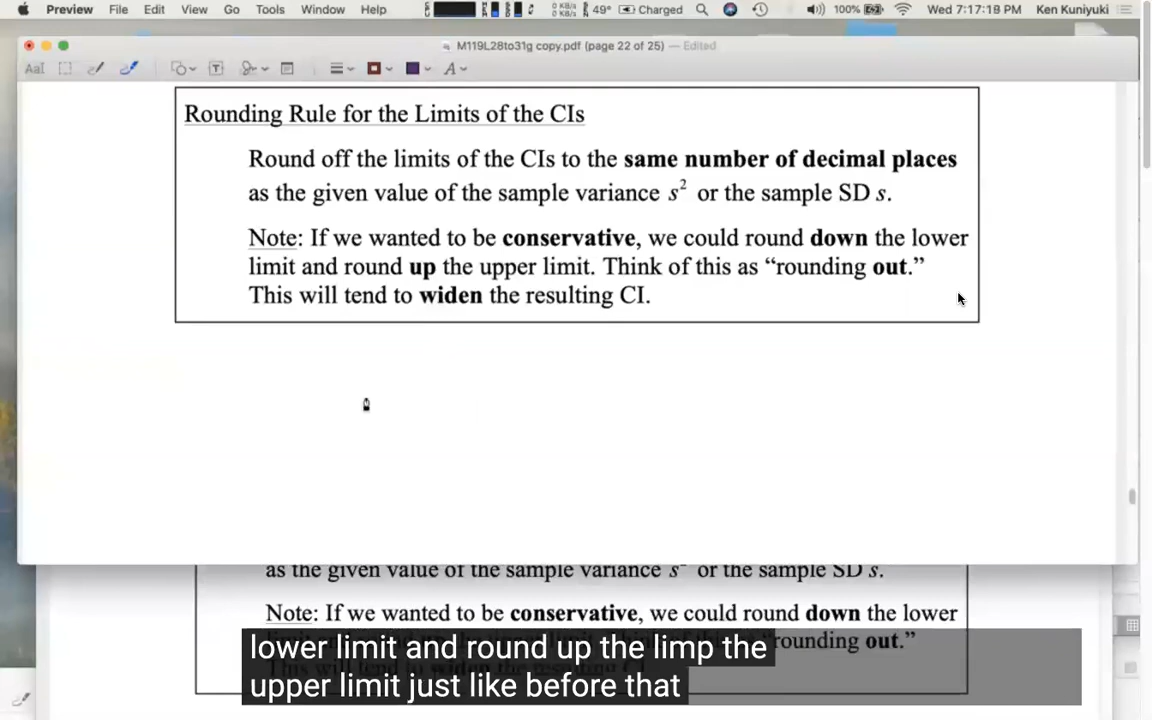 Preview File Edit View Go Tools Window Help 49° Charged 100% Wed 7:17:19 PM Ken Kuniyuki
M119L28to31g copy.pdf (page 22 of 25) — Edited
Rounding Rule for the Limits of the CIs
Round off the limits of the CIs to the same number of decimal places
as the given value of the sample variance s² or the sample SD s.
Note: If we wanted to be conservative, we could round down the lower
limit and round up the upper limit. Think of this as “rounding out.”
This will tend to widen the resulting CI.
as the given value of the sample variance s² or the sample SD s.
Note: If we wanted to be conservative, we could round down the lower
rounding out.”
lower limit and round up the limp the
upper limit just like before that